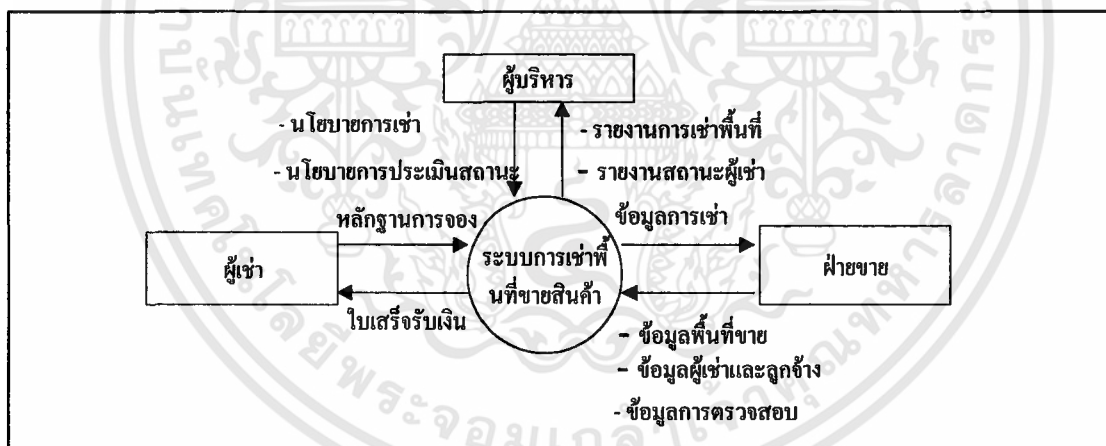 ผู้บริหาร
- นโยบายการเช่า
- รายงานการเช่าพื้นที่
- นโยบายการประเมินสถานะ
- รายงานสถานะผู้เช่า
หลักฐานการจอง
ข้อมูลการเช่า
ผู้เช่า
ระบบการเช่าพื้
นที่ขายสินค้า
ฝ่ายขาย
ใบเสร็จรับเงิน
- ข้อมูลพื้นที่ขาย
- ข้อมูลผู้เช่าและลูกจ้าง
- ข้อมูลการตรวจสอบ